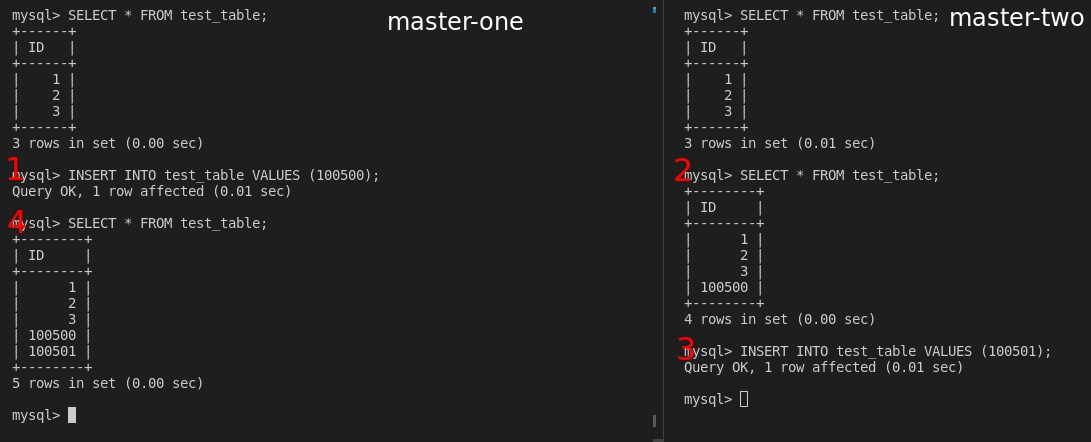 master-one
mysql> SELECT * FROM test_table;
+------+
| ID   |
+------+
|    1 |
|    2 |
|    3 |
+------+
3 rows in set (0.00 sec)
1
mysql> INSERT INTO test_table VALUES (100500);
Query OK, 1 row affected (0.01 sec)
4
mysql> SELECT * FROM test_table;
+--------+
| ID     |
+--------+
|      1 |
|      2 |
|      3 |
| 100500 |
| 100501 |
+--------+
5 rows in set (0.00 sec)
mysql>
master-two
mysql> SELECT * FROM test_table;
+------+
| ID   |
+------+
|    1 |
|    2 |
|    3 |
+------+
3 rows in set (0.01 sec)
2
mysql> SELECT * FROM test_table;
+--------+
| ID     |
+--------+
|      1 |
|      2 |
|      3 |
| 100500 |
+--------+
4 rows in set (0.00 sec)
3
mysql> INSERT INTO test_table VALUES (100501);
Query OK, 1 row affected (0.01 sec)
mysql>